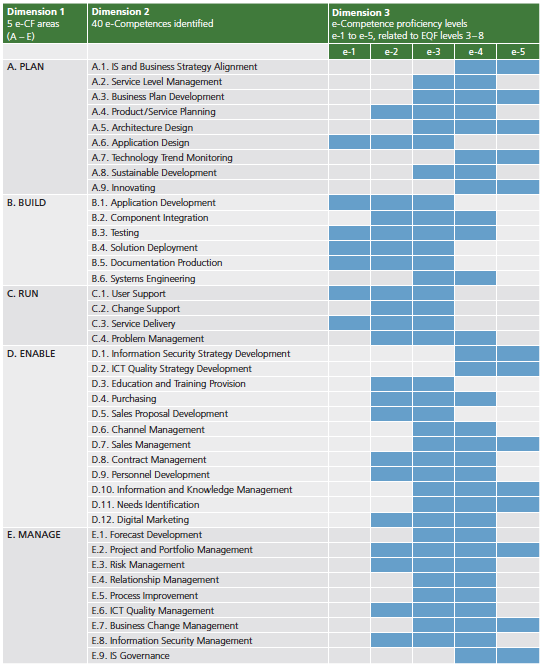 Dimension 1
5 e-CF areas
(A – E)
Dimension 2
40 e-Competences identified
Dimension 3
e-Competence proficiency levels
e-1 to e-5, related to EQF levels 3–8
e-1 e-2 e-3 e-4 e-5
A. PLAN A.1. IS and Business Strategy Alignment
A.2. Service Level Management
A.3. Business Plan Development
A.4. Product/Service Planning
A.5. Architecture Design
A.6. Application Design
A.7. Technology Trend Monitoring
A.8. Sustainable Development
A.9. Innovating
B. BUILD B.1. Application Development
B.2. Component Integration
B.3. Testing
B.4. Solution Deployment
B.5. Documentation Production
B.6. Systems Engineering
C. RUN C.1. User Support
C.2. Change Support
C.3. Service Delivery
C.4. Problem Management
D. ENABLE D.1. Information Security Strategy Development
D.2. ICT Quality Strategy Development
D.3. Education and Training Provision
D.4. Purchasing
D.5. Sales Proposal Development
D.6. Channel Management
D.7. Sales Management
D.8. Contract Management
D.9. Personnel Development
D.10. Information and Knowledge Management
D.11. Needs Identification
D.12. Digital Marketing
E. MANAGE E.1. Forecast Development
E.2. Project and Portfolio Management
E.3. Risk Management
E.4. Relationship Management
E.5. Process Improvement
E.6. ICT Quality Management
E.7. Business Change Management
E.8. Information Security Management
E.9. IS Governance